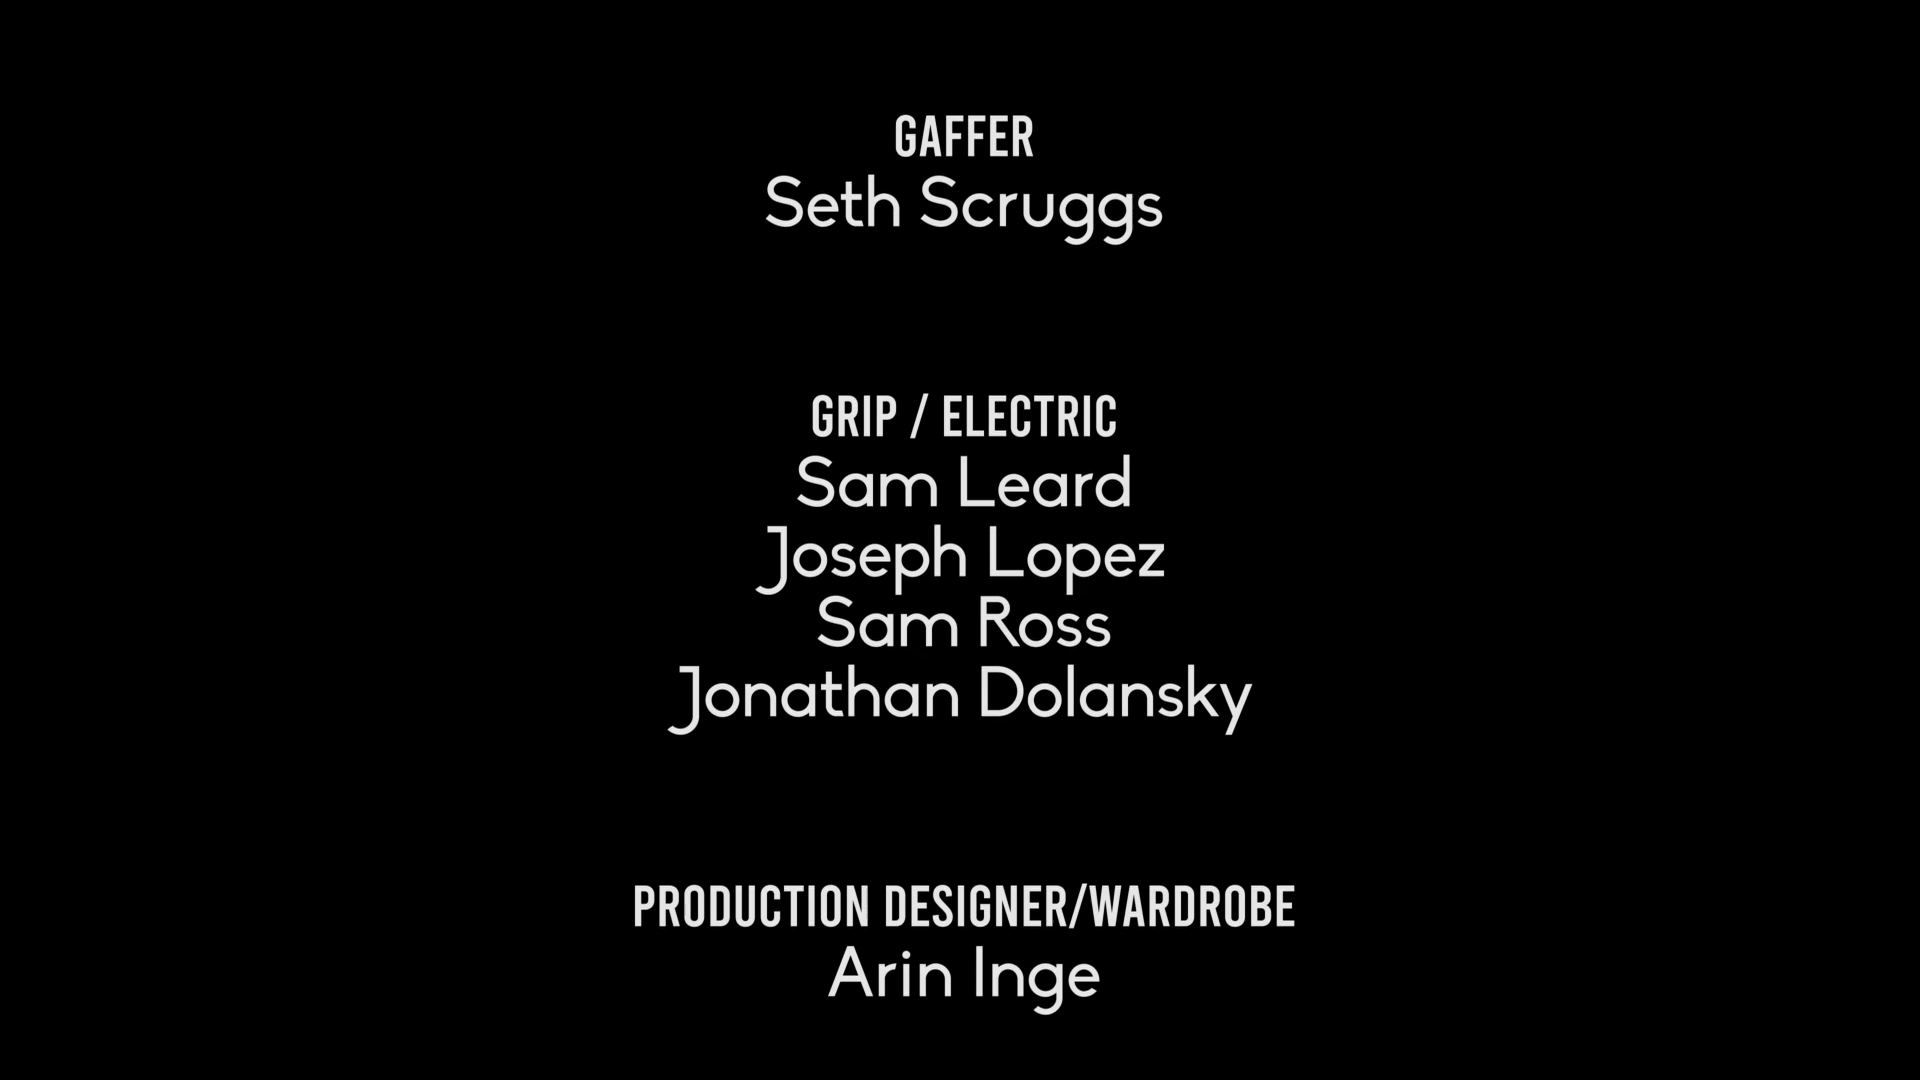 GAFFER
Seth Scruggs
GRIP / ELECTRIC
Sam Leard
Joseph Lopez
Sam Ross
Jonathan Dolansky
PRODUCTION DESIGNER/WARDROBE
Arin Inge